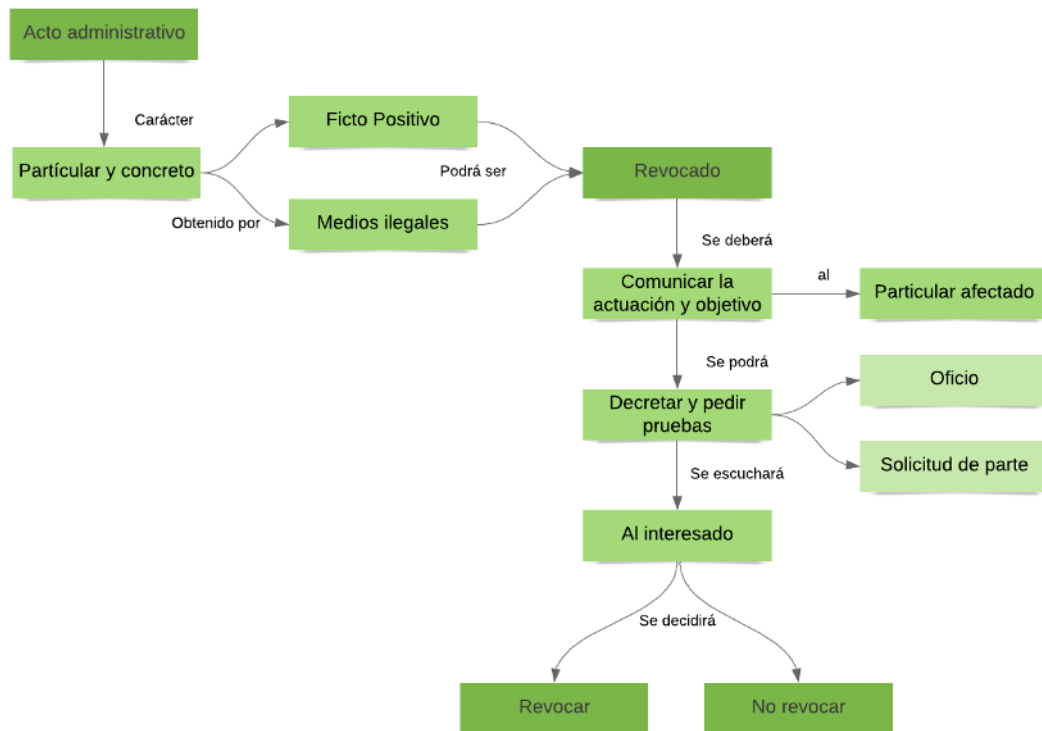 Acto administrativo
Carácter
Partícular y concreto
Ficto Positivo
Obtenido por
Medios ilegales
Podrá ser
Revocado
Se deberá
Comunicar la
actuación y objetivo
al
Particular afectado
Se podrá
Decretar y pedir
pruebas
Oficio
Solicitud de parte
Se escuchará
Al interesado
Se decidirá
Revocar
No revocar